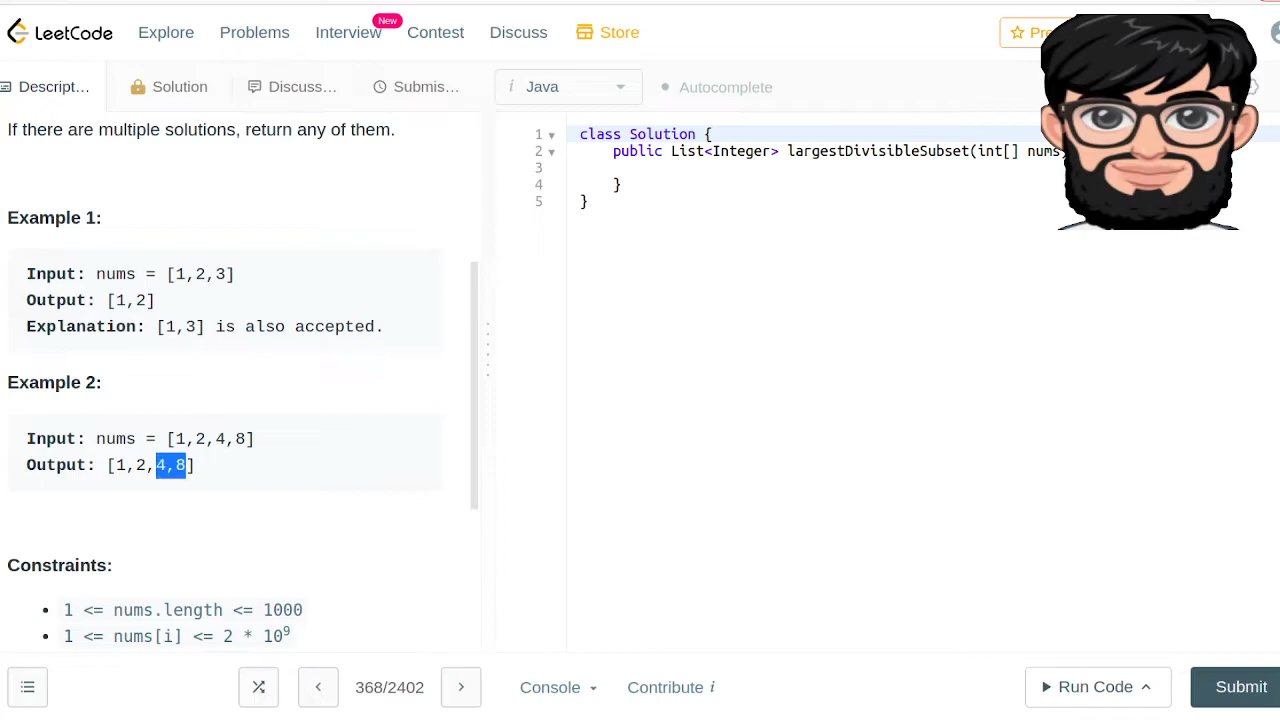 LeetCode Explore Problems Interview New Contest Discuss Store
Descript... Solution Discuss... Submis... i Java Autocomplete
If there are multiple solutions, return any of them.
Example 1:
Input: nums = [1,2,3]
Output: [1,2]
Explanation: [1,3] is also accepted.
Example 2:
Input: nums = [1,2,4,8]
Output: [1,2,4,8]
Constraints:
• 1 <= nums.length <= 1000
• 1 <= nums[i] <= 2 * 10⁹
1 class Solution {
2 public List<Integer> largestDivisibleSubset(int[] nums
3
4 }
5 }
368/2402 Console Contribute i Run Code Submit